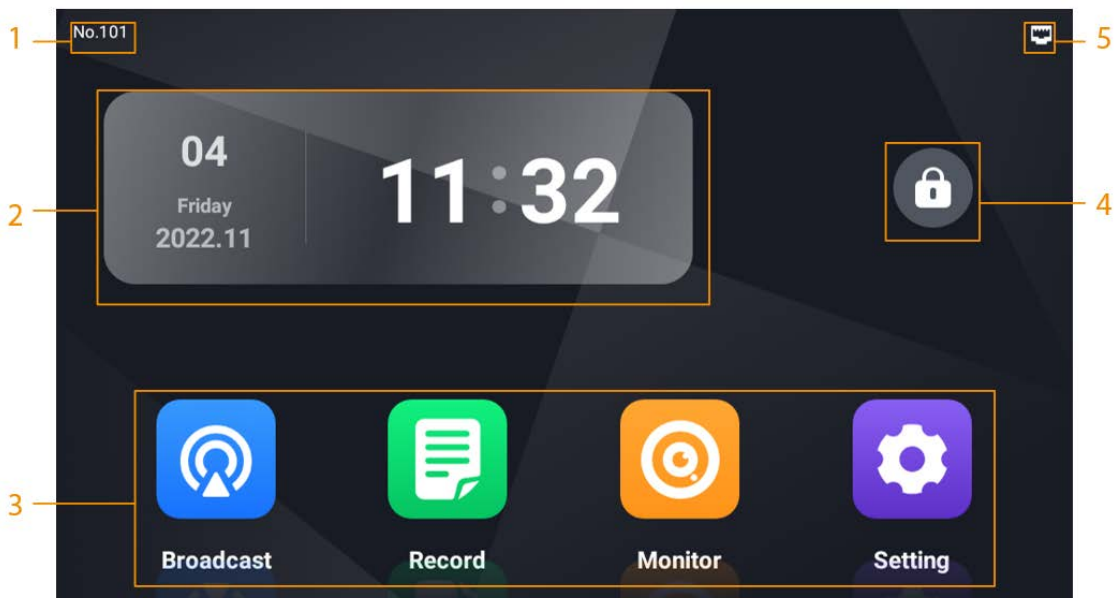 1
No.101
5
2
04
Friday
2022.11
11:32
4
3
Broadcast
Record
Monitor
Setting